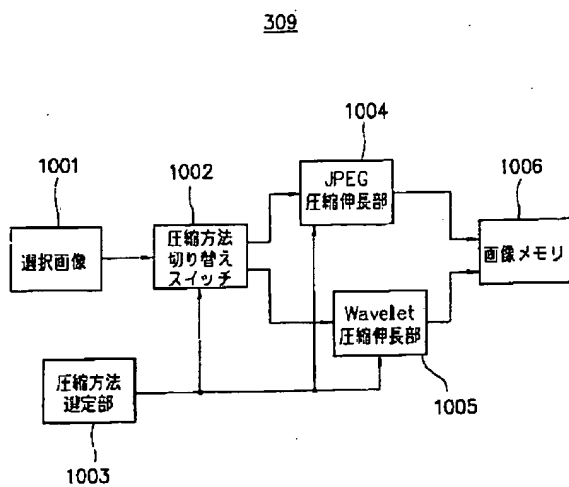 309
1004
1001
1002
JPEG
圧縮伸長部
1006
選択画像
圧縮方法
切り替え
スイッチ
画像メモリ
Wavelet
圧縮伸長部
圧縮方法
選定部
1005
1003